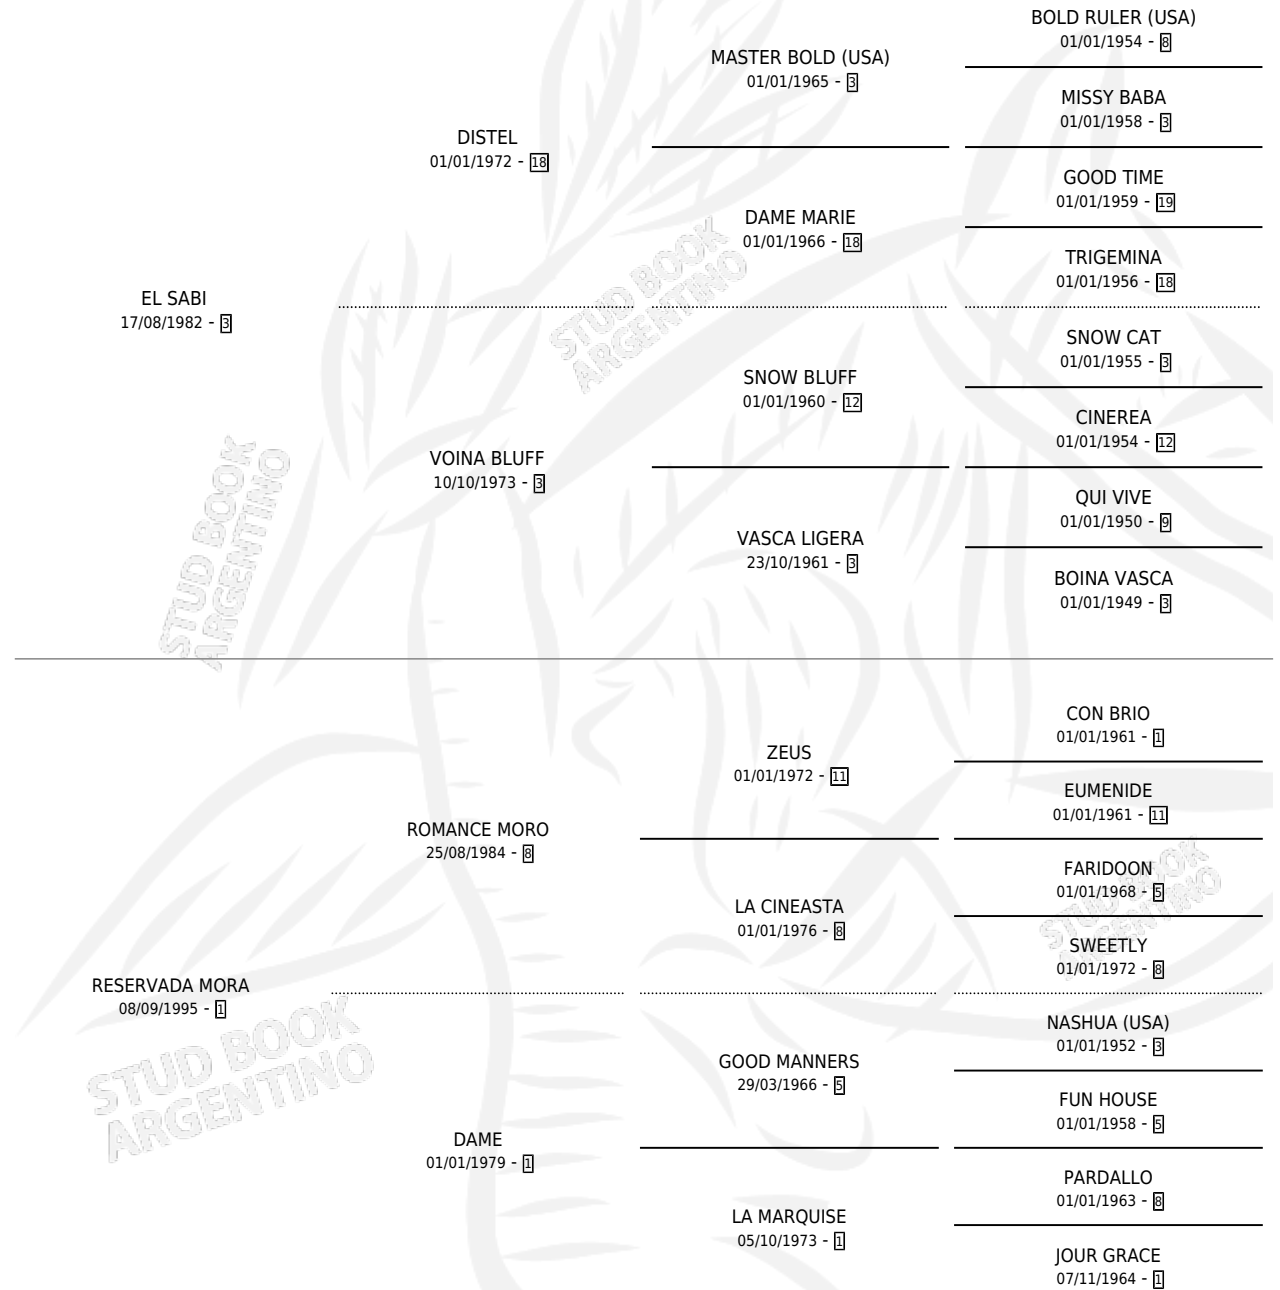 BOLD RULER (USA)
01/01/1954 - 8
MASTER BOLD (USA)
01/01/1965 - 3
MISSY BABA
01/01/1958 - 3
DISTEL
01/01/1972 - 18
GOOD TIME
01/01/1959 - 19
DAME MARIE
01/01/1966 - 18
TRIGEMINA
01/01/1956 - 18
EL SABI
17/08/1982 - 3
SNOW CAT
01/01/1955 - 3
SNOW BLUFF
01/01/1960 - 12
CINEREA
01/01/1954 - 12
VOINA BLUFF
10/10/1973 - 3
QUI VIVE
01/01/1950 - 9
VASCA LIGERA
23/10/1961 - 3
BOINA VASCA
01/01/1949 - 3
STUD BOOK
ARGENTINO
STUD BOOK
ARGENTINO
CON BRIO
01/01/1961 - 1
ZEUS
01/01/1972 - 11
EUMENIDE
01/01/1961 - 11
ROMANCE MORO
25/08/1984 - 8
FARIDOON
01/01/1968 - 5
LA CINEASTA
01/01/1976 - 8
SWEETLY
01/01/1972 - 8
STUD BOOK
ARGENTINO
RESERVADA MORA
08/09/1995 - 1
NASHUA (USA)
01/01/1952 - 3
GOOD MANNERS
29/03/1966 - 5
FUN HOUSE
01/01/1958 - 5
STUD BOOK
ARGENTINO
DAME
01/01/1979 - 1
PARDALLO
01/01/1963 - 8
LA MARQUISE
05/10/1973 - 1
JOUR GRACE
07/11/1964 - 1